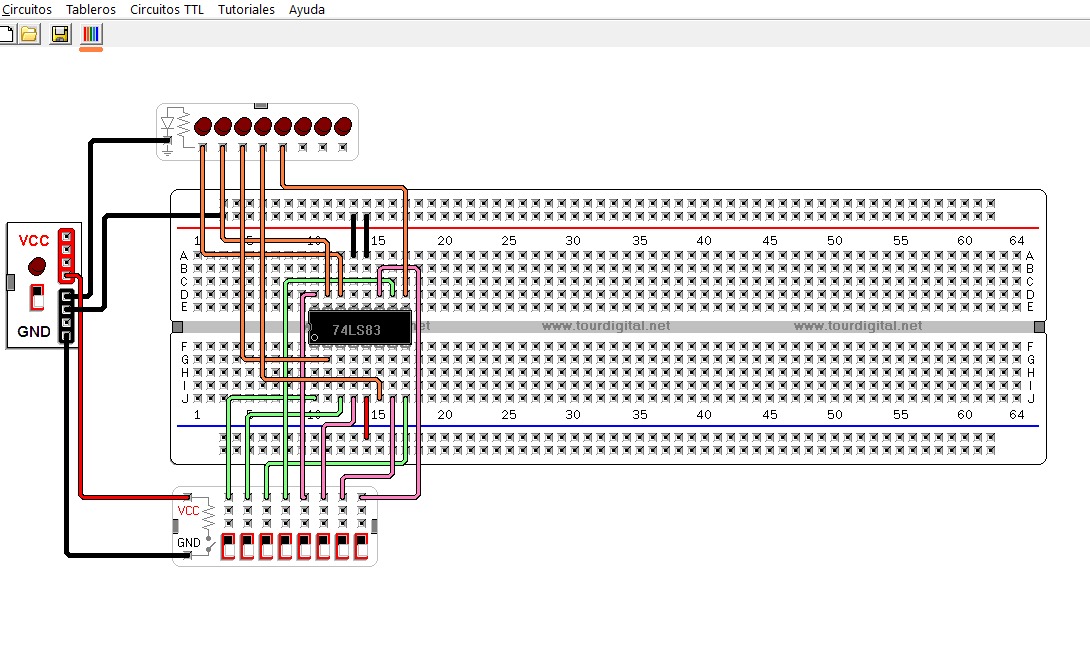 Circuitos Tableros Circuitos TTL Tutoriales Ayuda
VCC
GND
1 10 15 20 25 30 35 40 45 50 55 60 64
A A
B B
C C
D D
E E
74LS83 et www.tourdigital.net www.tourdigital.net
F F
G G
H H
I I
J J
1 5 10 15 20 25 30 35 40 45 50 55 60 64
VCC
GND